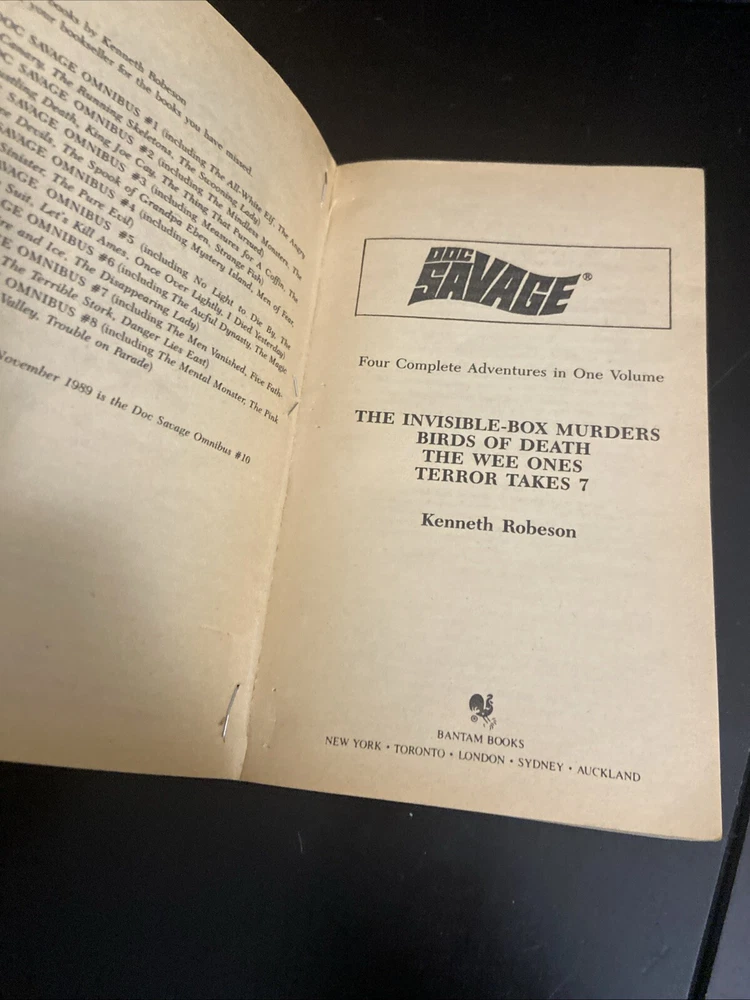 books by Kenneth Robeson
your bookseller for the books you have missed.
DOC SAVAGE OMNIBUS #1 (including The All-White Elf, The Angry
Canary, The Running Skeletons, The Swooning Lady)
DOC SAVAGE OMNIBUS #2 (including The Mindless Monsters, The
Rustling Death, King Joe Cay, The Thing That Pursued)
SAVAGE OMNIBUS #3 (including Measures for A Coffin, The
Three Devils, The Spook of Grandpa Eben, Strange Fish)
SAVAGE OMNIBUS #4 (including Mystery Island, Men of Fear,
Sinister, The Pure Evil)
SAVAGE OMNIBUS #5 (including No Light to Die By, The
Suit, Let's Kill Ames, Once Over Lightly, I Died Yesterday)
OMNIBUS #6 (including The Awful Dynasty, The Magic
and Ice, The Disappearing Lady)
OMNIBUS #7 (including The Men Vanished, Five Fath-
The Terrible Stork, Danger Lies East)
OMNIBUS #8 (including The Mental Monster, The Pink
Valley, Trouble on Parade)
November 1989 is the Doc Savage Omnibus #10
DOC
SAVAGE®
Four Complete Adventures in One Volume
THE INVISIBLE-BOX MURDERS
BIRDS OF DEATH
THE WEE ONES
TERROR TAKES 7
Kenneth Robeson
BANTAM BOOKS
NEW YORK • TORONTO • LONDON • SYDNEY • AUCKLAND